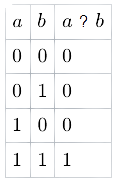 a b a ? b
0 0 0
0 1 0
1 0 0
1 1 1